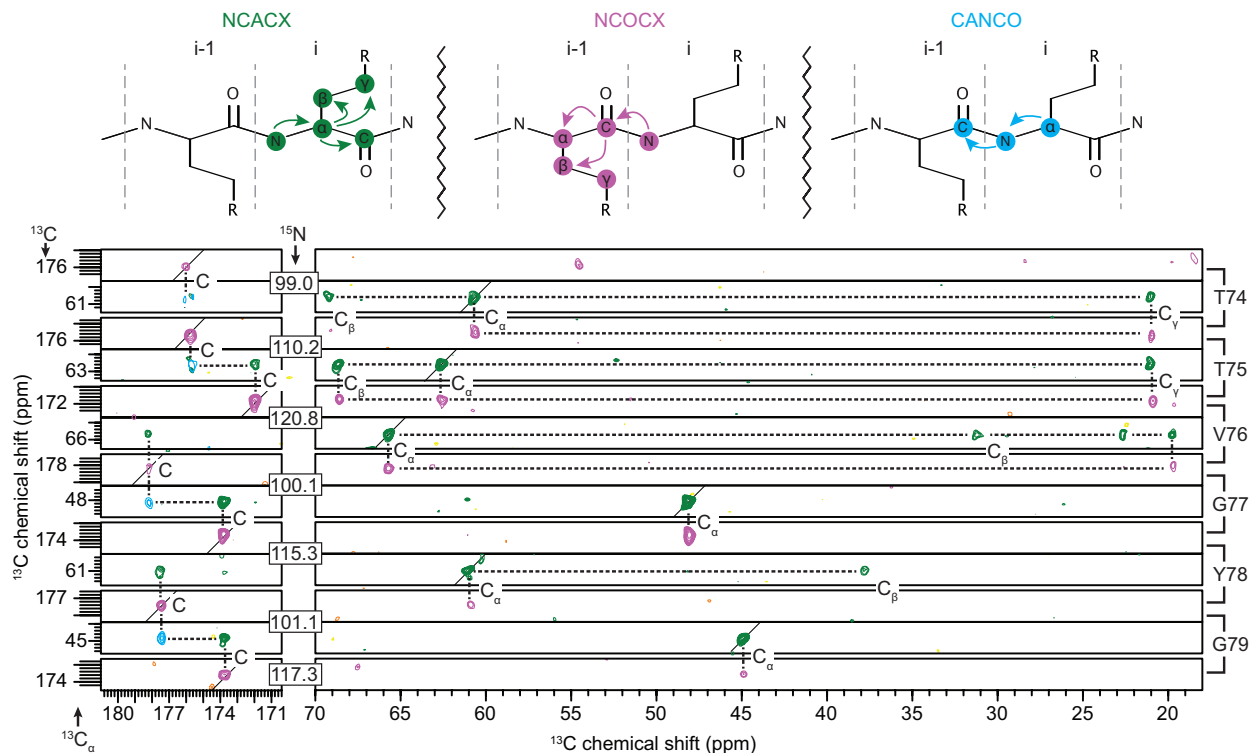 NCACX NCOCX CANCO
i-1 i i-1 i i-1 i
R
O γ O O
β
N N α C N N α C N N C N α N
β
O γ O O
R R R
¹³C ¹⁵N
176 C 99.0
61 Cβ Cα Cγ T74
176 C 110.2
63 C Cβ Cα Cγ T75
172 120.8
66 Cα Cβ V76
178 C 100.1
48 C Cα G77
174 115.3
61 Cα Cβ Y78
177 C 101.1
45 C Cα G79
174 117.3
¹³C chemical shift (ppm)
180 177 174 171 70 65 60 55 50 45 40 35 30 25 20
¹³Cα ¹³C chemical shift (ppm)